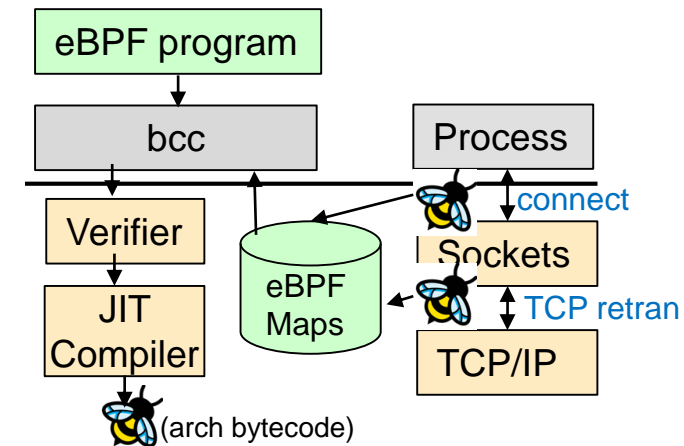 eBPF program
bcc
Process
connect
Verifier
Sockets
eBPF
Maps
JIT
Compiler
TCP retran
TCP/IP
(arch bytecode)